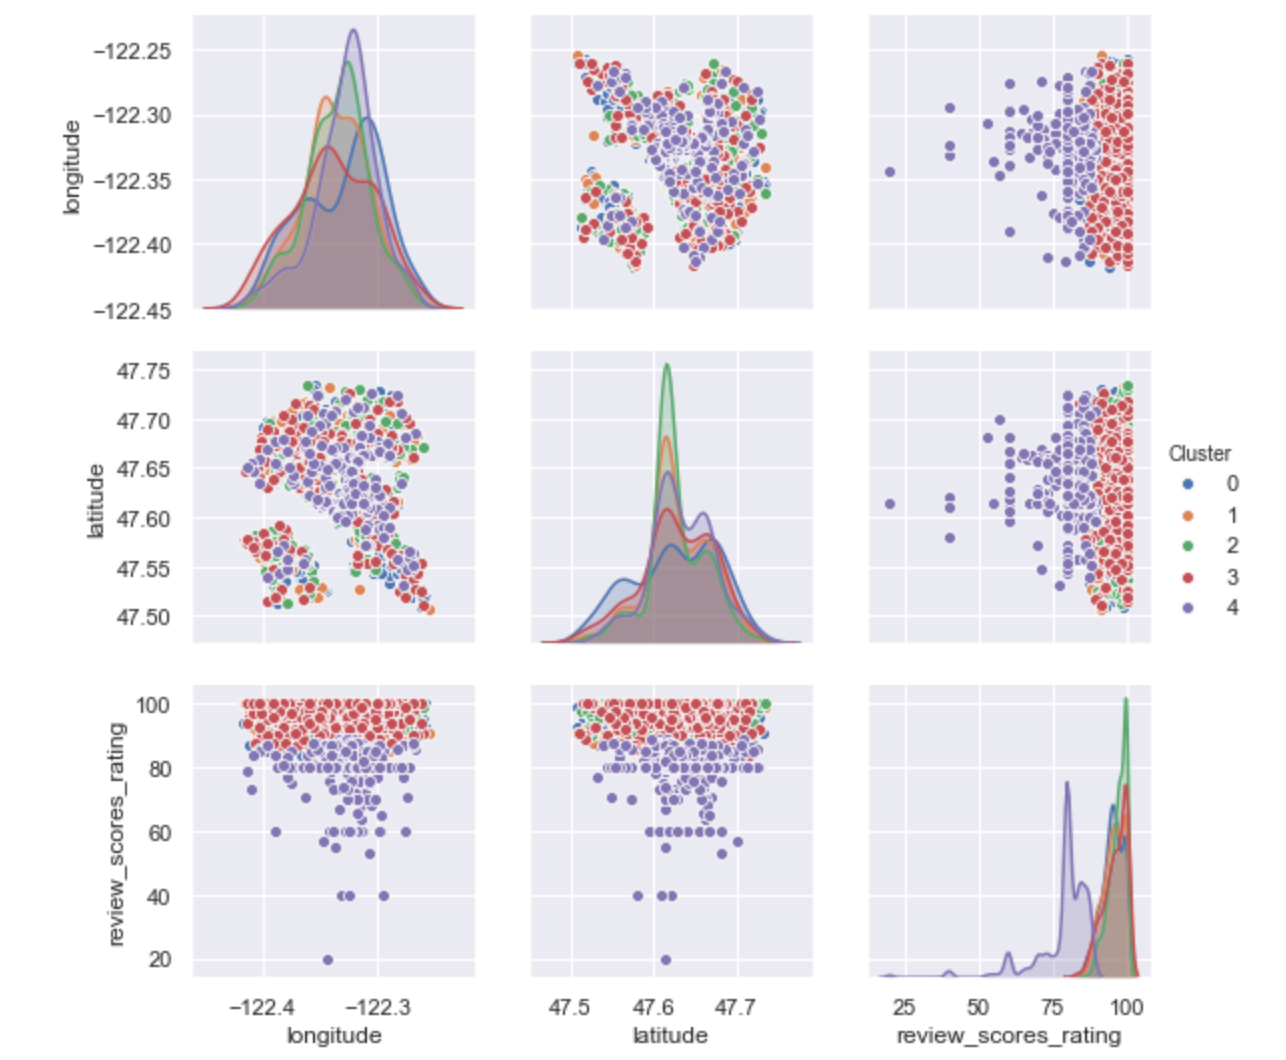 −122.25
−122.30
−122.35
−122.40
−122.45
longitude
47.75
47.70
47.65
47.60
47.55
47.50
latitude
Cluster
0
1
2
3
4
100
80
60
40
20
review_scores_rating
−122.4 −122.3
longitude
47.5 47.6 47.7
latitude
25 50 75 100
review_scores_rating